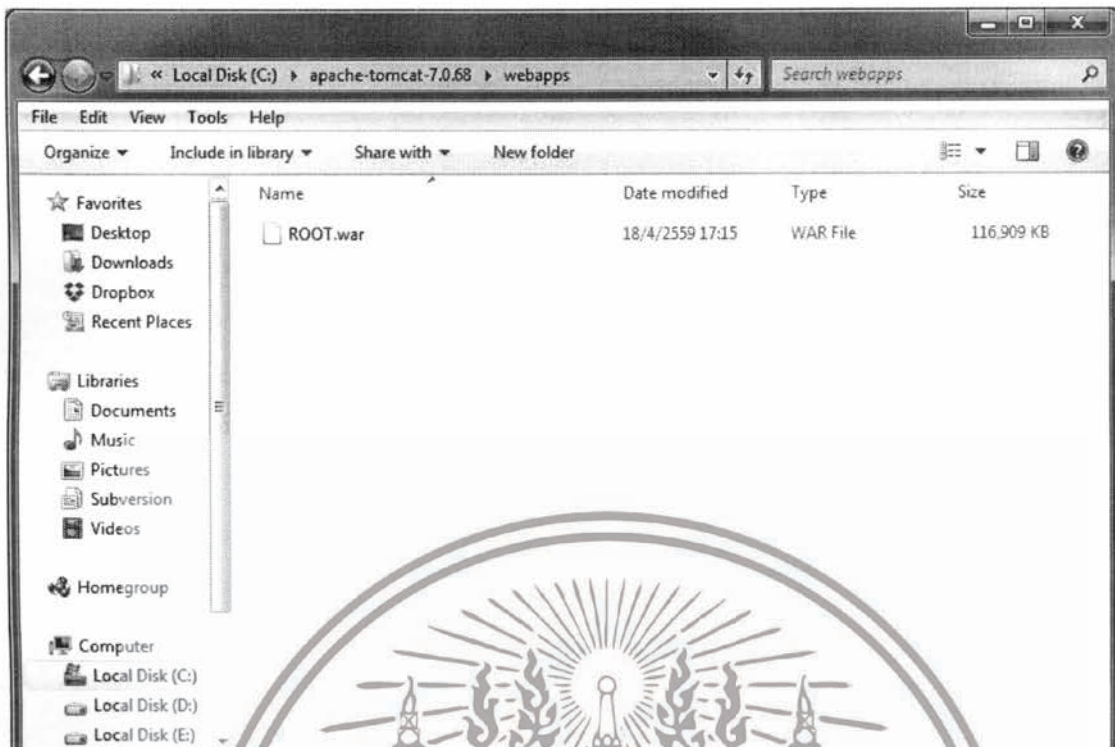 « Local Disk (C:) ▸ apache-tomcat-7.0.68 ▸ webapps Search webapps
File Edit View Tools Help
Organize Include in library Share with New folder
Name Date modified Type Size
ROOT.war 18/4/2559 17:15 WAR File 116,909 KB
Favorites
Desktop
Downloads
Dropbox
Recent Places
Libraries
Documents
Music
Pictures
Subversion
Videos
Homegroup
Computer
Local Disk (C:)
Local Disk (D:)
Local Disk (E:)